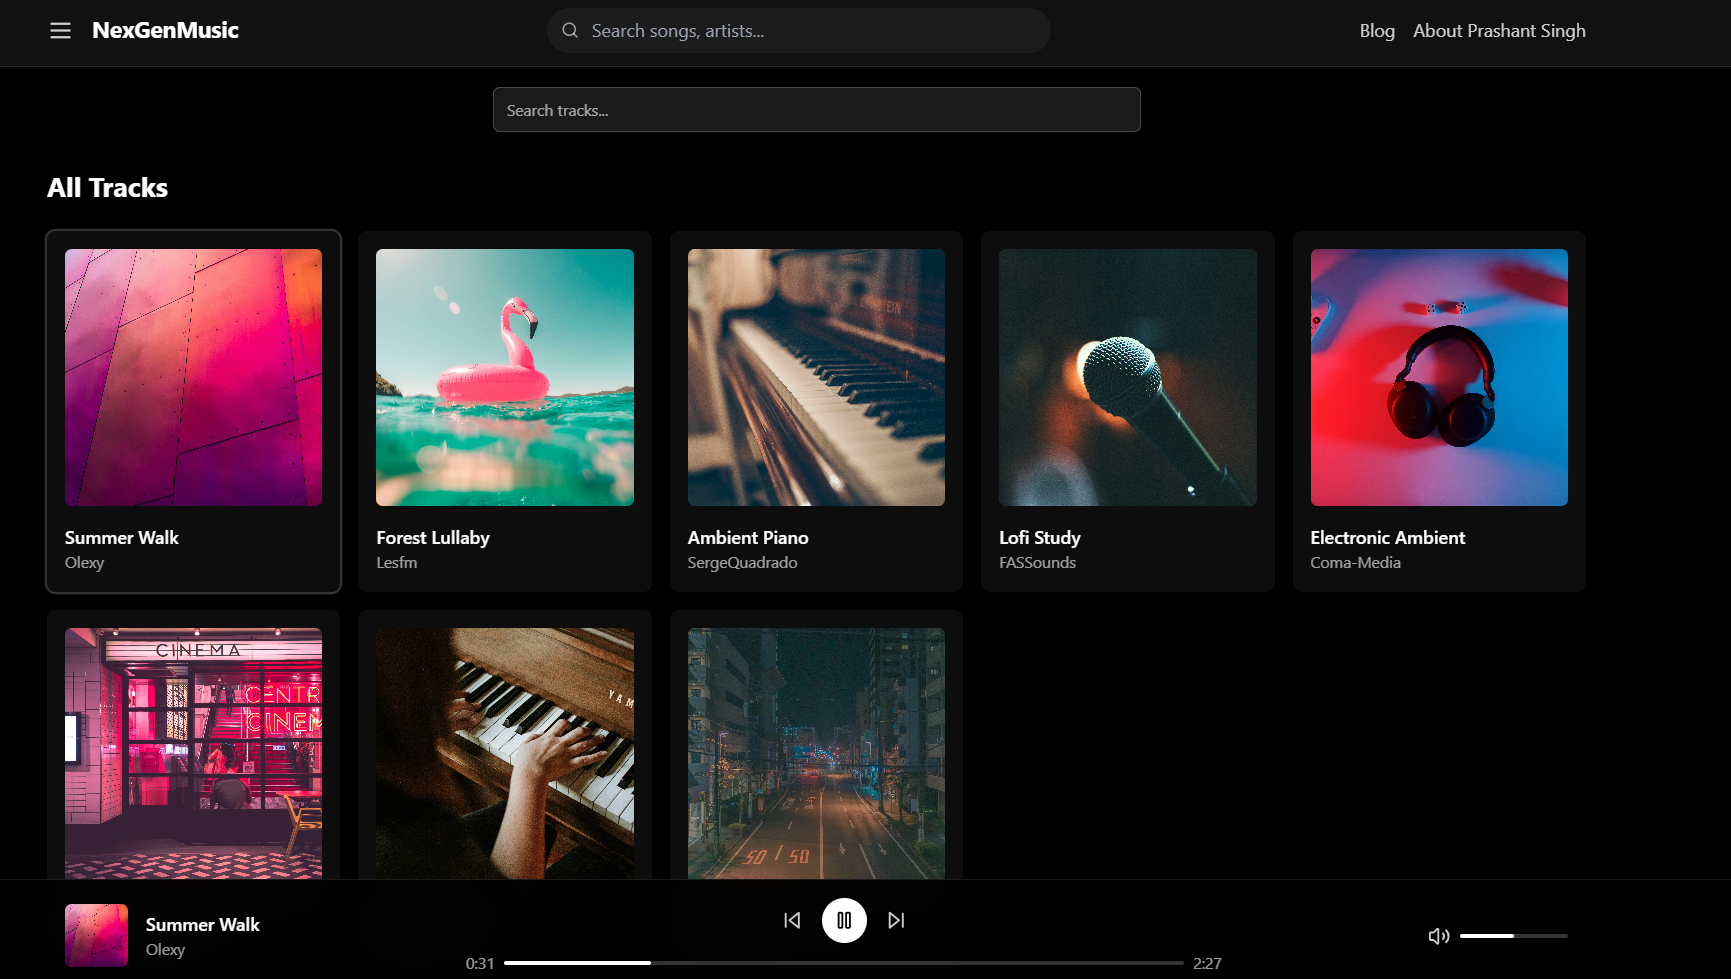 NexGenMusic
Search songs, artists...
Blog
About Prashant Singh
Search tracks...
All Tracks
Summer Walk
Olexy
Forest Lullaby
Lesfm
Ambient Piano
SergeQuadrado
Lofi Study
FASSounds
Electronic Ambient
Coma-Media
CINEMA
CENTR
CINEM
YAM
50 50
Summer Walk
Olexy
0:31
2:27